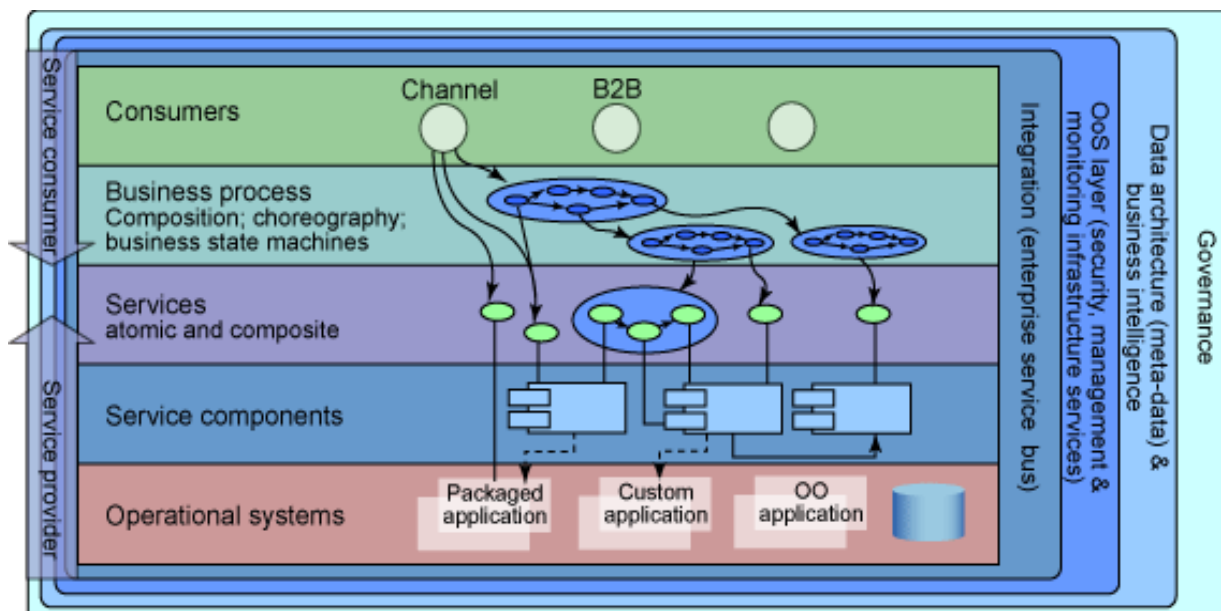 Service consumer
Service provider
Consumers
Channel
B2B
Business process
Composition; choreography;
business state machines
Services
atomic and composite
Service components
Operational systems
Packaged
application
Custom
application
OO
application
Integration (enterprise service bus)
OoS layer (security, management &
monitoring infrastructure services)
Data architecture (meta-data) &
business intelligence
Governance